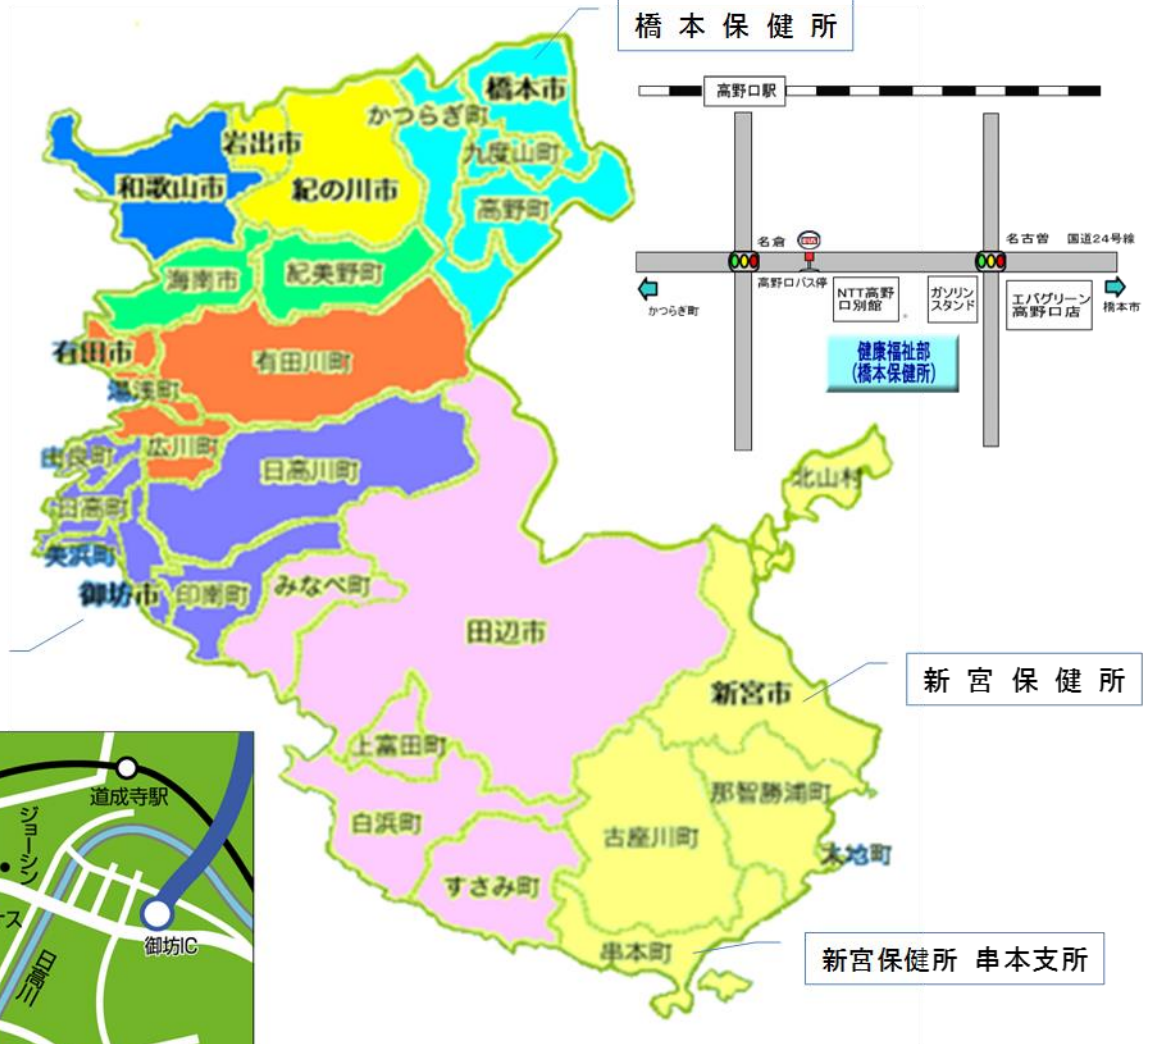 橋本保健所
橋本市
かつらぎ町
岩出市
九度山町
和歌山市
紀の川市
高野町
海南市
紀美野町
有田市
有田川町
湯浅町
広川町
由良町
日高川町
日高町
美浜町
御坊市
印南町
みなべ町
田辺市
北山村
新宮市
上富田町
那智勝浦町
白浜町
古座川町
太地町
すさみ町
串本町
高野口駅
名倉
BUS
名古曽 国道24号線
高野口バス停
かつらぎ町
NTT高野
口別館
ガソリン
スタンド
エバグリーン
高野口店
橋本市
健康福祉部
(橋本保健所)
新宮保健所
新宮保健所 串本支所
道成寺駅
ジョーシン
ナス
御坊IC
日高川